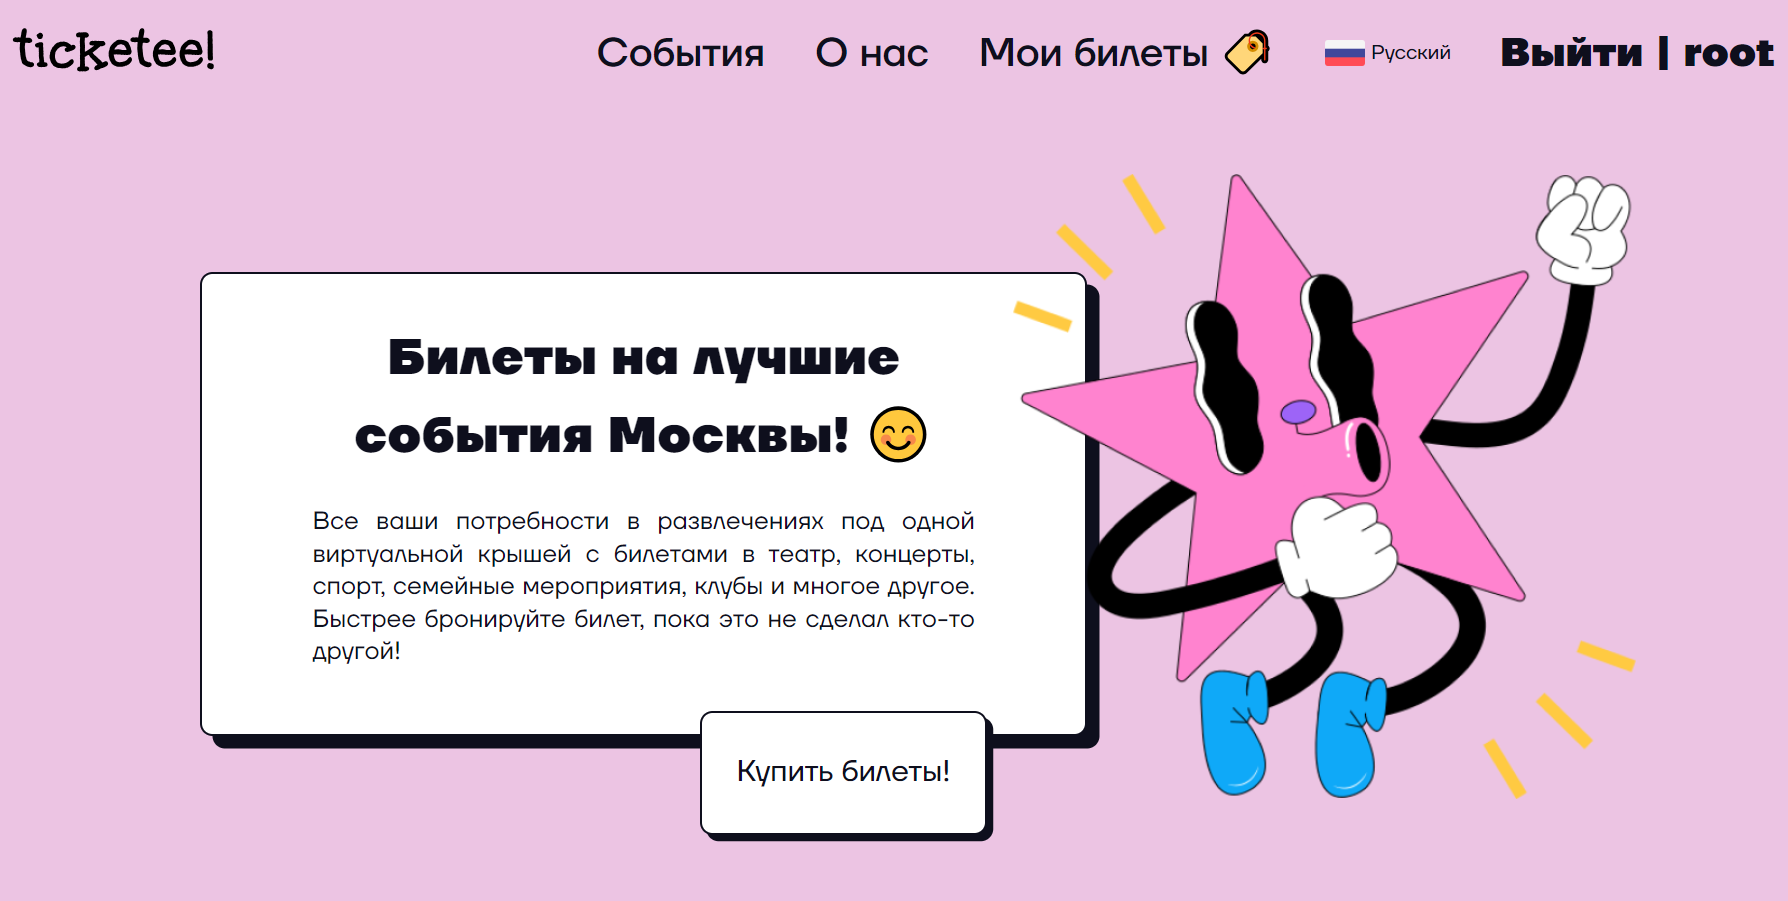 ticketee!
События
О нас
Мои билеты
Русский
Выйти | root
Билеты на лучшие
события Москвы!
Все ваши потребности в развлечениях под одной
виртуальной крышей с билетами в театр, концерты,
спорт, семейные мероприятия, клубы и многое другое.
Быстрее бронируйте билет, пока это не сделал кто-то
другой!
Купить билеты!